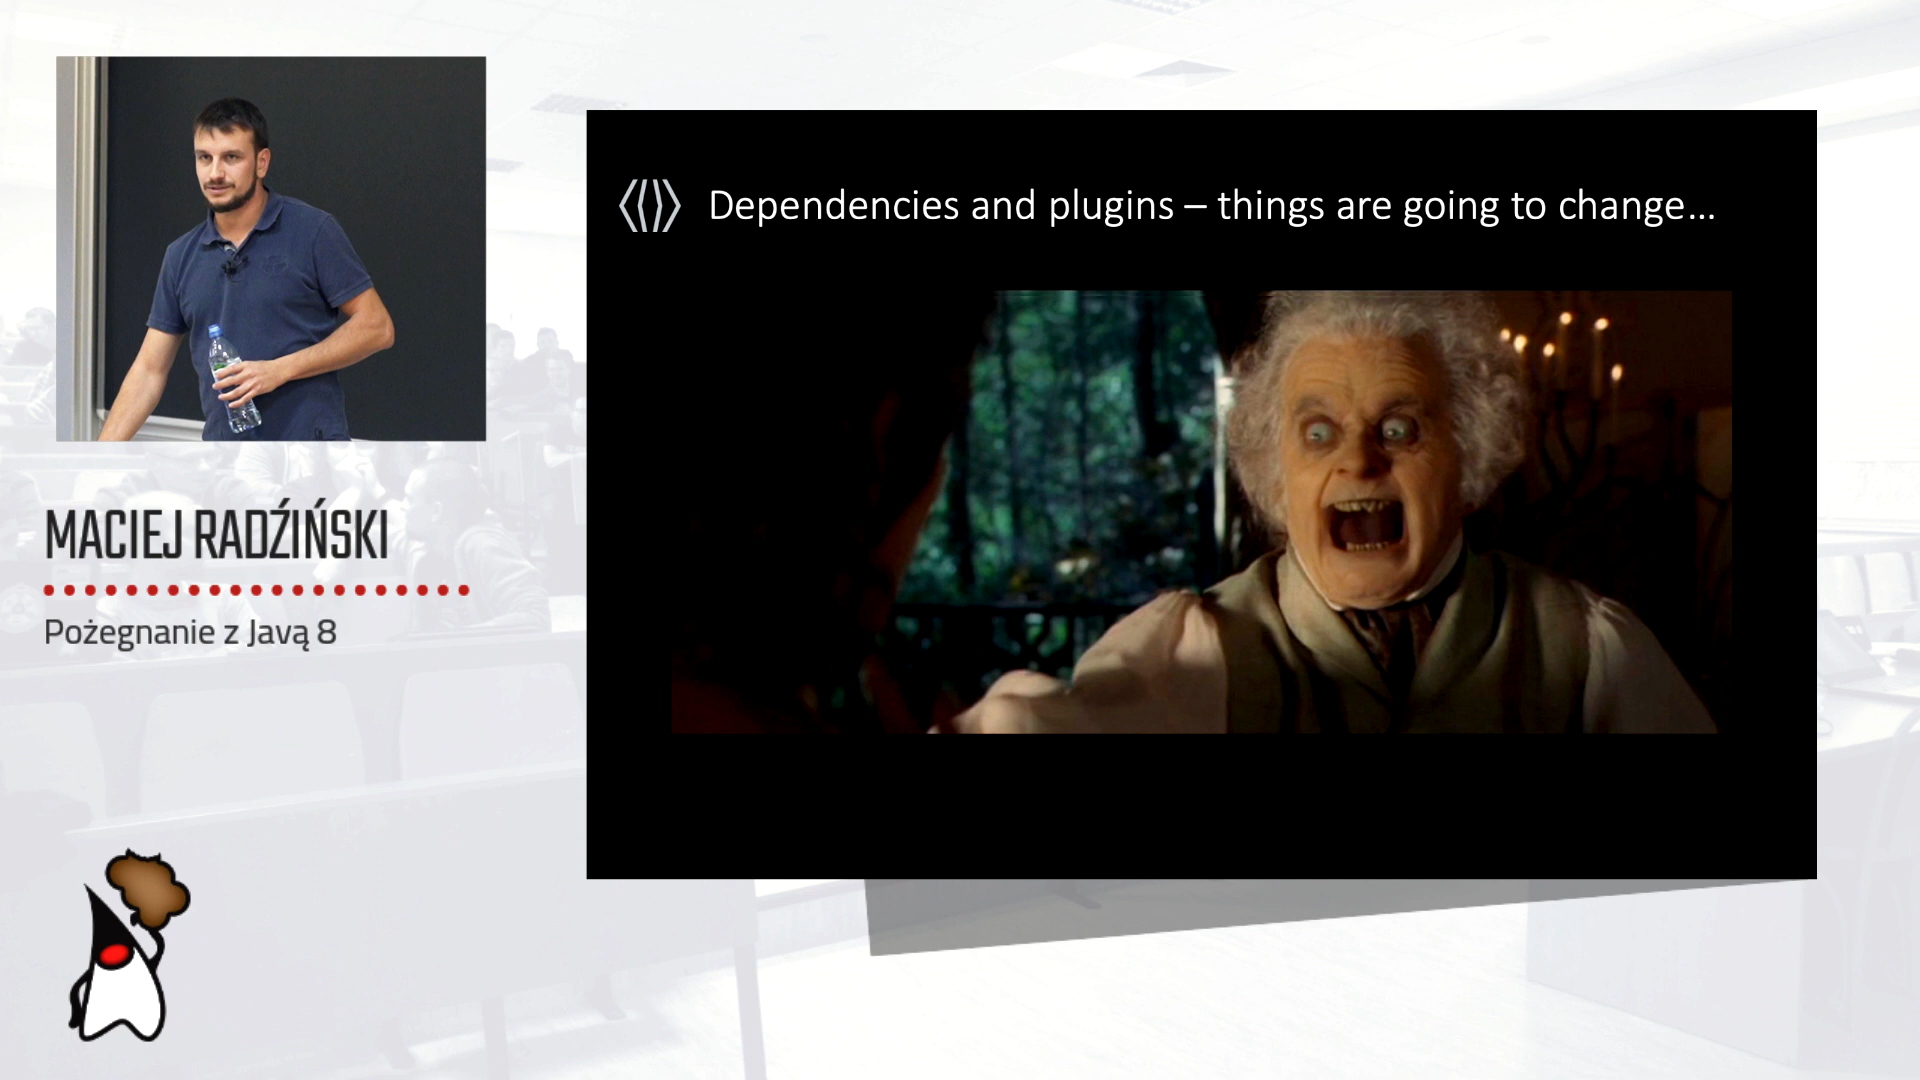 MACIEJ RADŹIŃSKI
Pożegnanie z Javą 8
Dependencies and plugins – things are going to change...